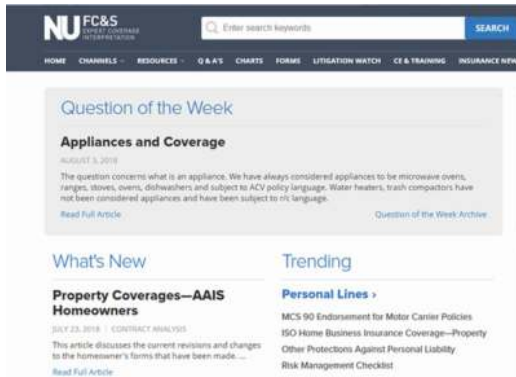 NU FC&S
EXPERT COVERAGE
INTERPRETATION
Enter search keywords
SEARCH
HOME CHANNELS RESOURCES Q & A'S CHARTS FORMS LITIGATION WATCH CE & TRAINING INSURANCE NEW
Question of the Week
Appliances and Coverage
AUGUST 3, 2018
The question concerns what is an appliance. We have always considered appliances to be microwave ovens,
ranges, stoves, ovens, dishwashers and subject to ACV policy language. Water heaters, trash compactors have
not been considered appliances and have been subject to r/c language.
Read Full Article
Question of the Week Archive
What's New
Property Coverages—AAIS
Homeowners
JULY 23, 2018 | CONTRACT ANALYSIS
This article discusses the current revisions and changes
to the homeowner's forms that have been made. ...
Read Full Article
Trending
Personal Lines ›
MCS 90 Endorsement for Motor Carrier Policies
ISO Home Business Insurance Coverage—Property
Other Protections Against Personal Liability
Risk Management Checklist